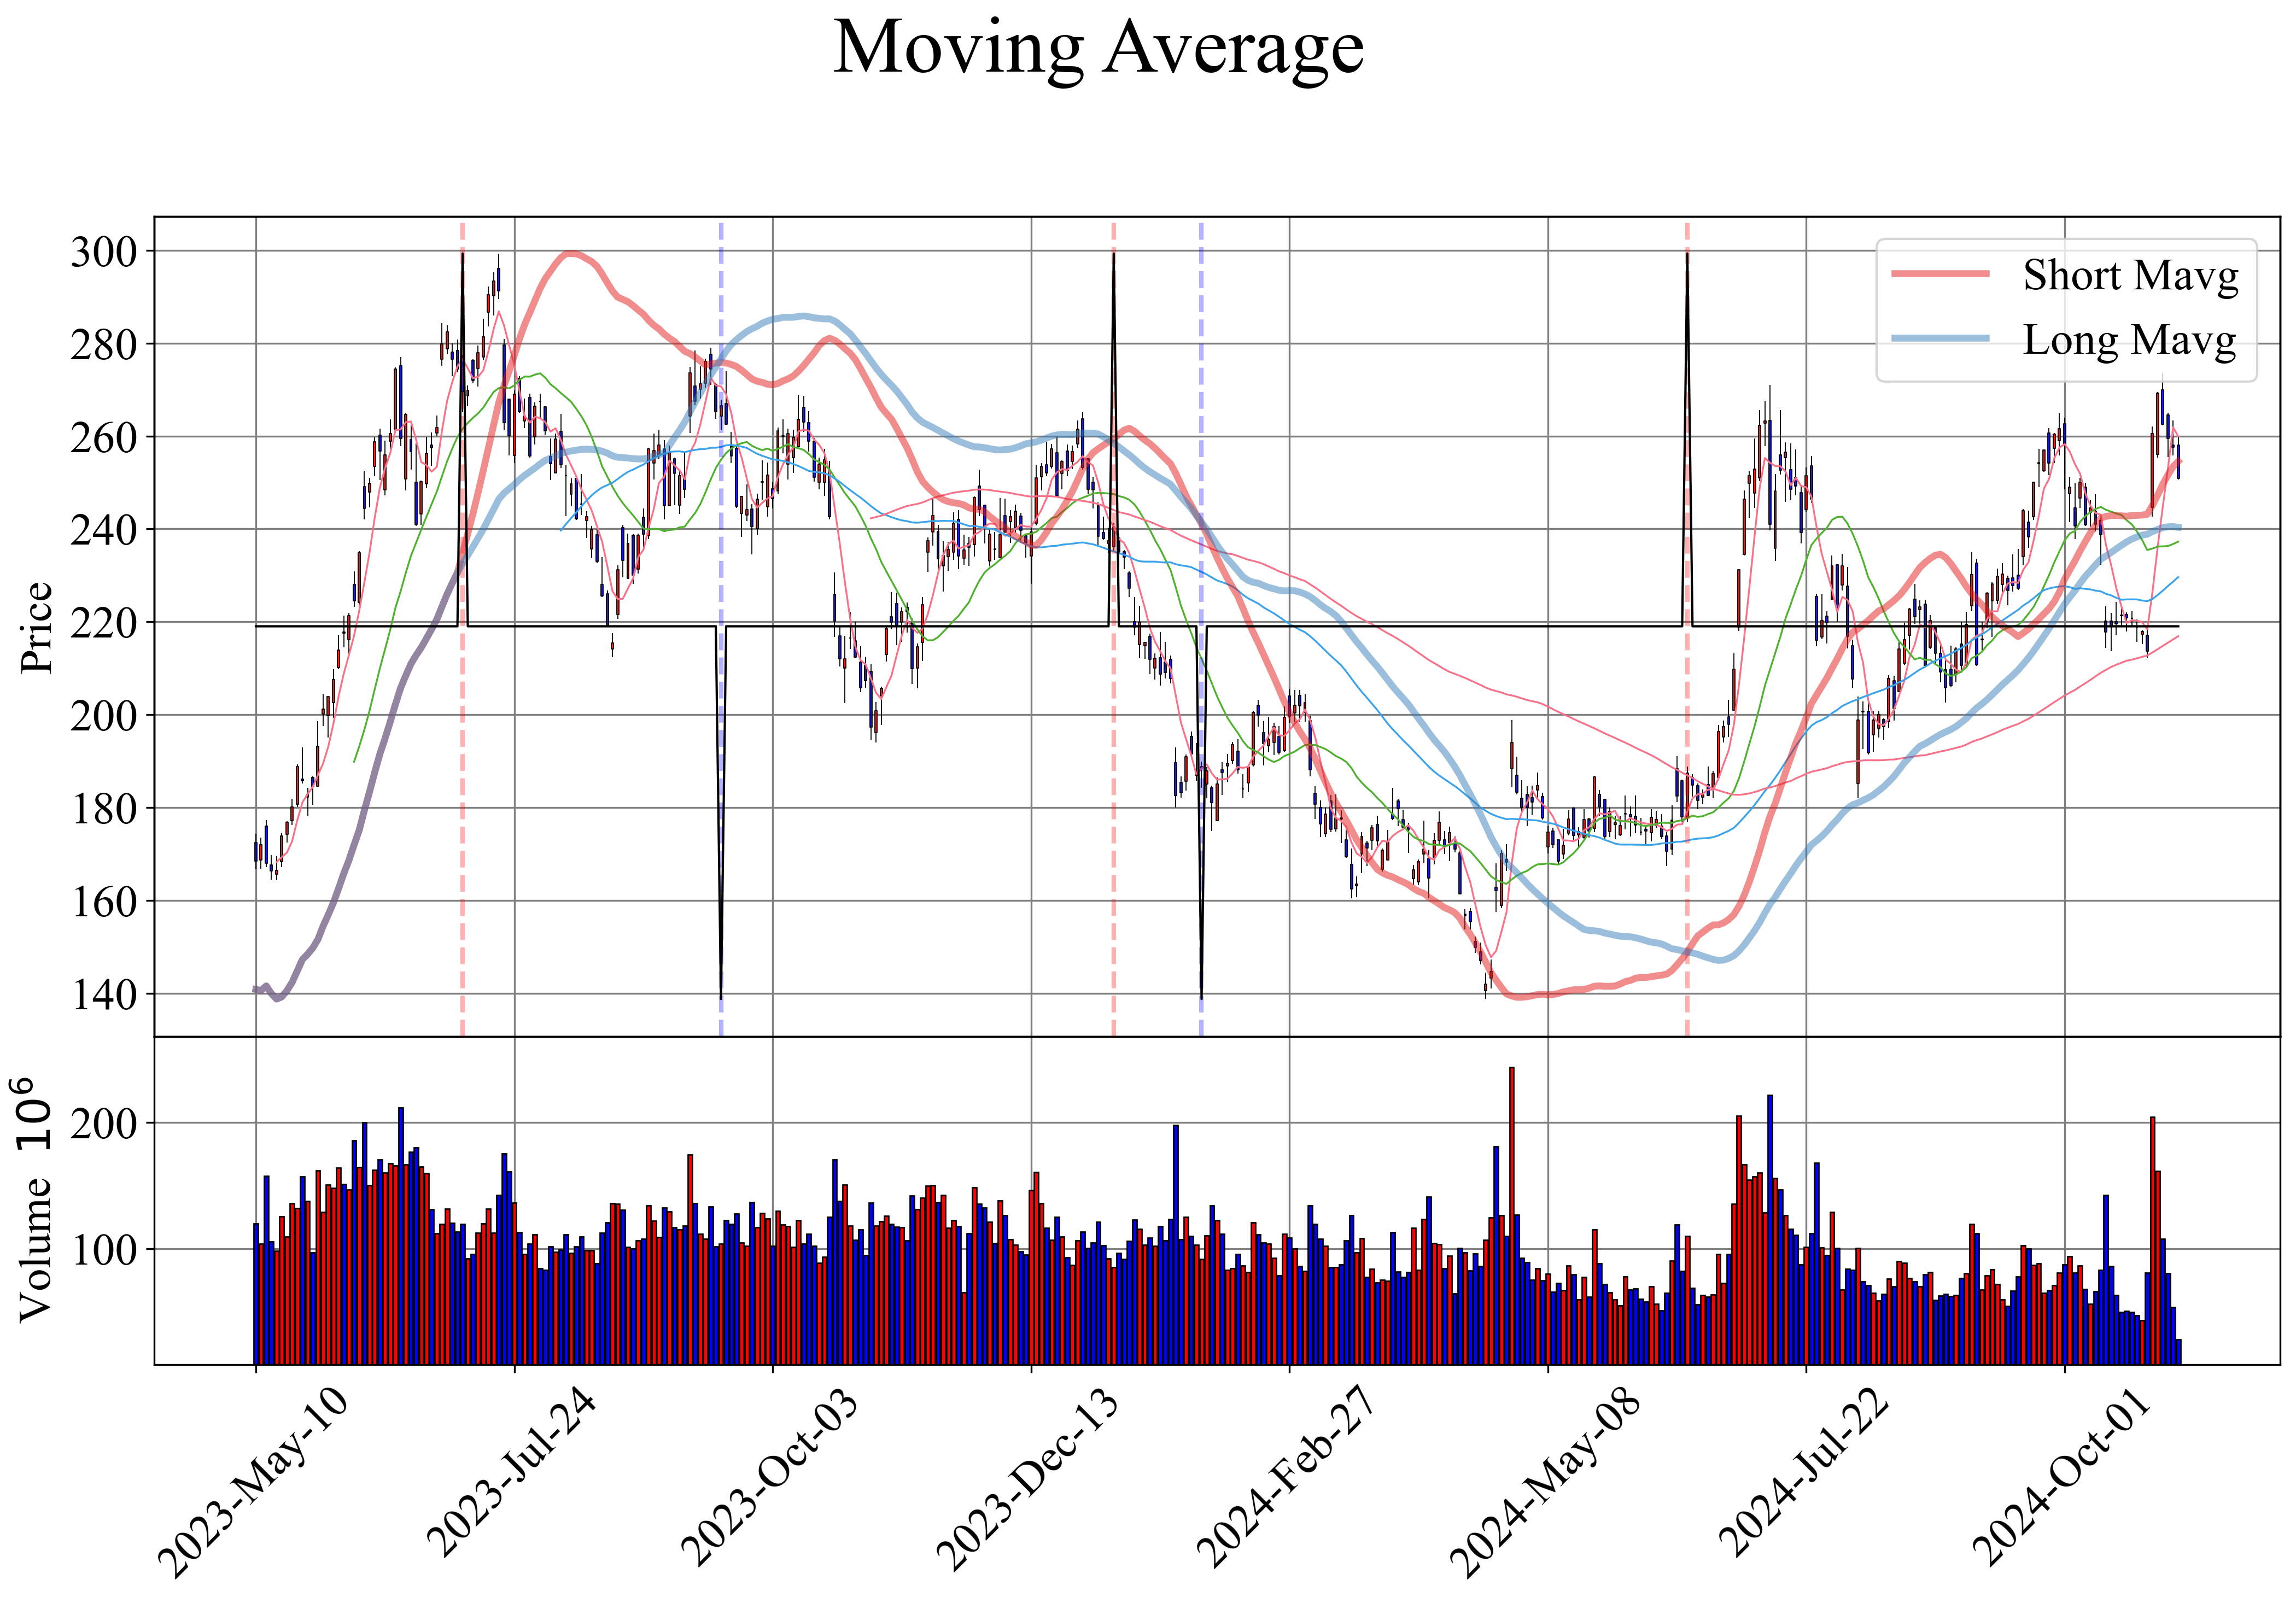 Moving Average
Price
300
280
260
240
220
200
180
160
140
Short Mavg
Long Mavg
Volume 10⁶
200
100
2023-May-10
2023-Jul-24
2023-Oct-03
2023-Dec-13
2024-Feb-27
2024-May-08
2024-Jul-22
2024-Oct-01